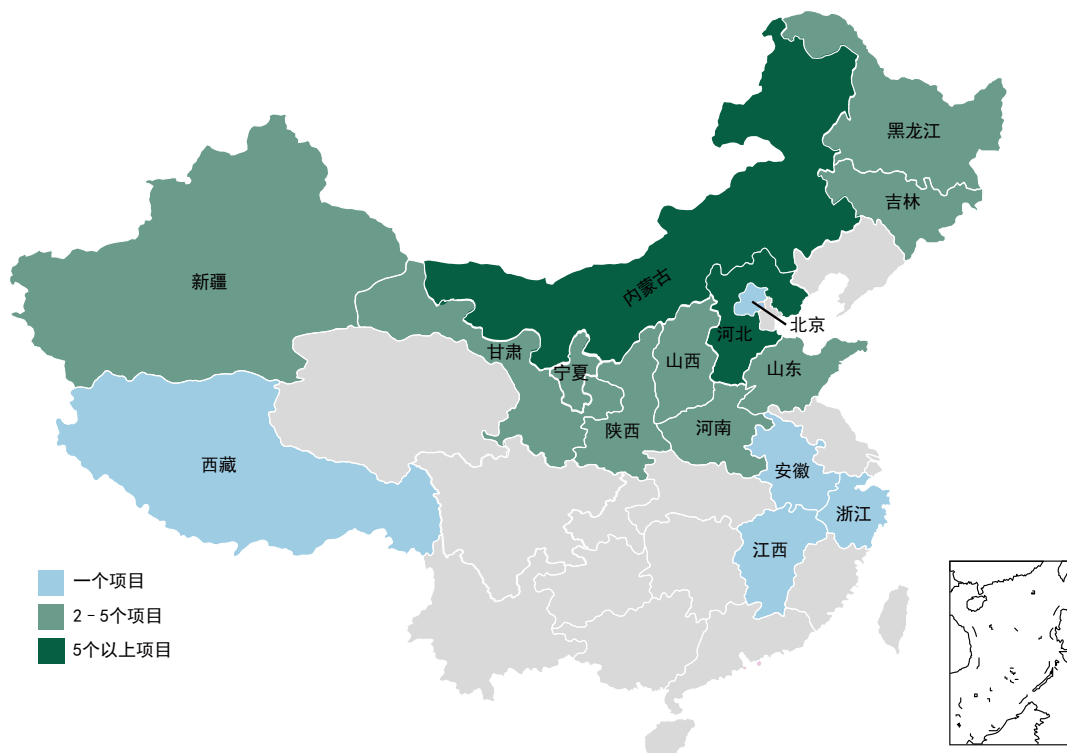 黑龙江
吉林
新疆
内蒙古
北京
河北
甘肃
山西
宁夏
山东
陕西
河南
西藏
安徽
浙江
江西
一个项目
2-5个项目
5个以上项目